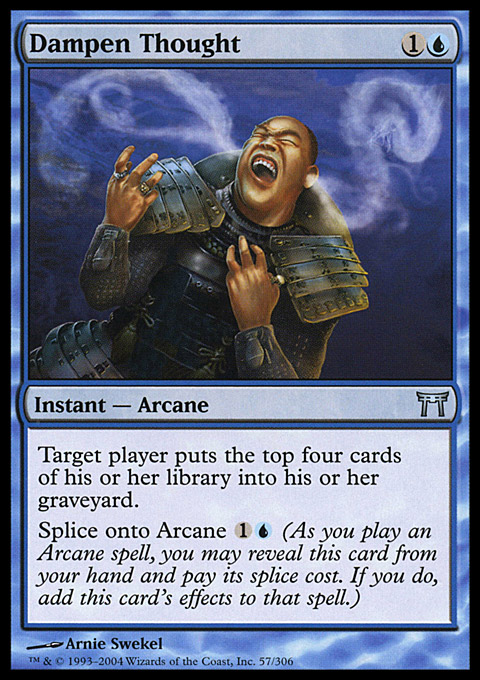 Dampen Thought 1
Instant — Arcane
Target player puts the top four cards
of his or her library into his or her
graveyard.
Splice onto Arcane 1 (As you play an
Arcane spell, you may reveal this card from
your hand and pay its splice cost. If you do,
add this card's effects to that spell.)
Arnie Swekel
™ & © 1993–2004 Wizards of the Coast, Inc. 57/306